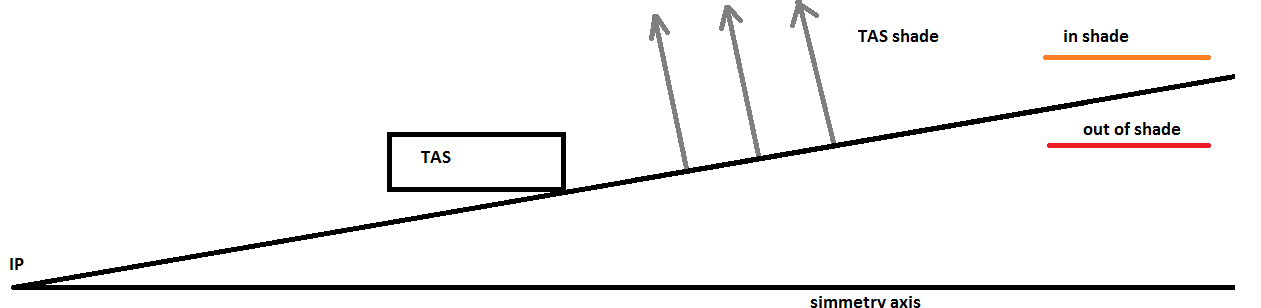 TAS shade
in shade
out of shade
TAS
IP
simmetry axis